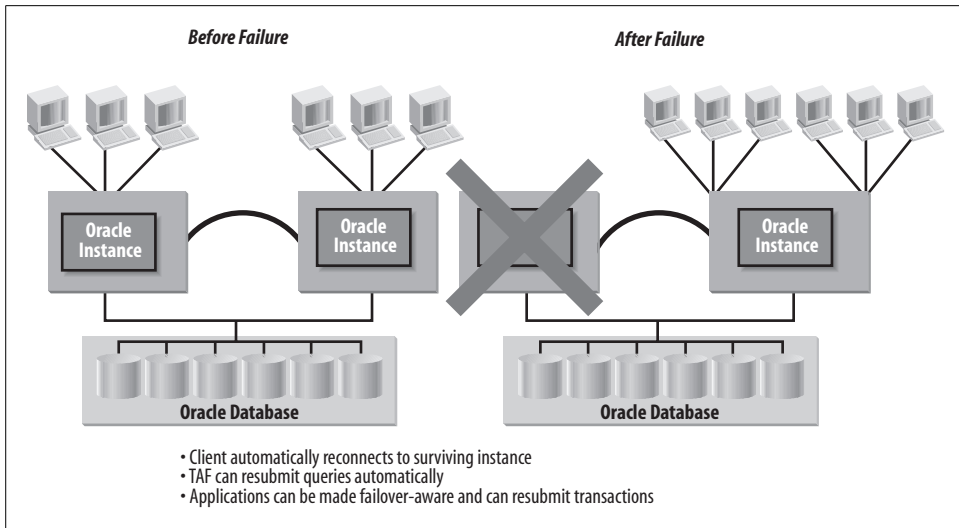 Before Failure
After Failure
Oracle
Instance
Oracle
Instance
Oracle
Instance
Oracle Database
Oracle Database
• Client automatically reconnects to surviving instance
• TAF can resubmit queries automatically
• Applications can be made failover-aware and can resubmit transactions